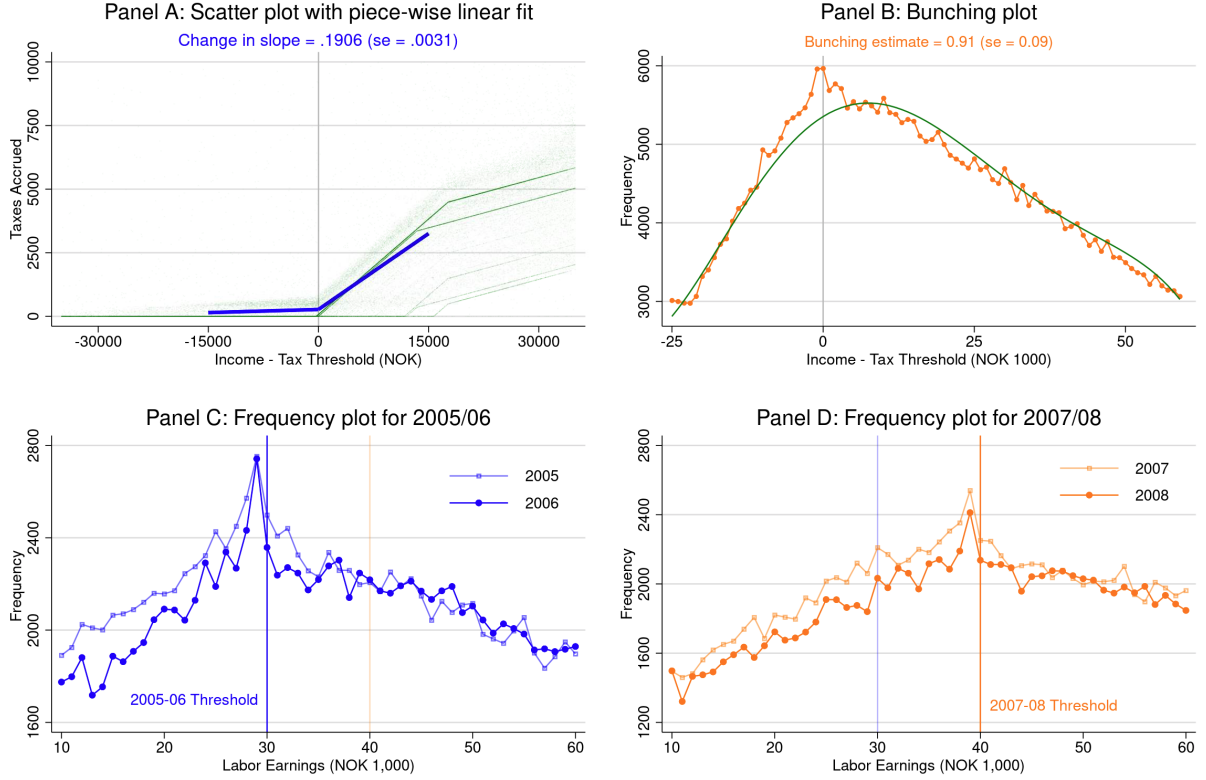 Panel A: Scatter plot with piece-wise linear fit
Change in slope = .1906 (se = .0031)
Taxes Accrued
10000
7500
5000
2500
0
-30000 -15000 0 15000 30000
Income - Tax Threshold (NOK)
Panel B: Bunching plot
Bunching estimate = 0.91 (se = 0.09)
Frequency
6000
5000
4000
3000
-25 0 25 50
Income - Tax Threshold (NOK 1000)
Panel C: Frequency plot for 2005/06
Frequency
2800
2400
2000
1600
2005
2006
2005-06 Threshold
10 20 30 40 50 60
Labor Earnings (NOK 1,000)
Panel D: Frequency plot for 2007/08
Frequency
2800
2400
2000
1600
1200
2007
2008
2007-08 Threshold
10 20 30 40 50 60
Labor Earnings (NOK 1,000)